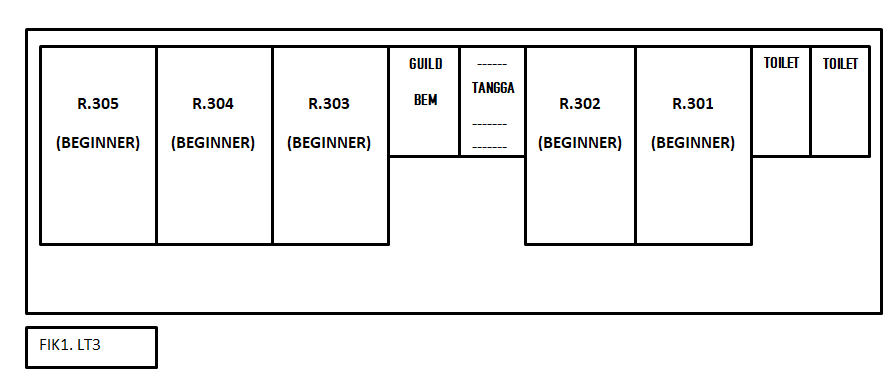 R.305
(BEGINNER)
R.304
(BEGINNER)
R.303
(BEGINNER)
GUILD
BEM
------
TANGGA
-------
-------
R.302
(BEGINNER)
R.301
(BEGINNER)
TOILET
TOILET
FIK1. LT3